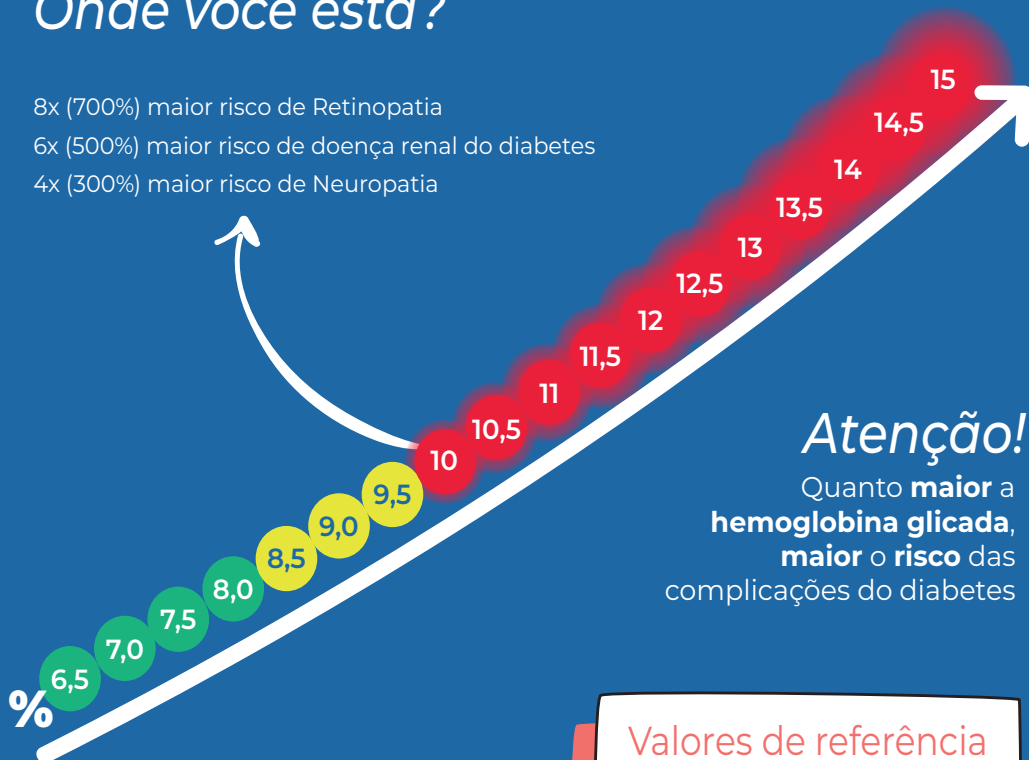 Onde você está?
8x (700%) maior risco de Retinopatia
6x (500%) maior risco de doença renal do diabetes
4x (300%) maior risco de Neuropatia
15
14,5
14
13,5
13
12,5
12
11,5
11
10,5
10
9,5
9,0
8,5
8,0
7,5
7,0
6,5
%
Atenção!
Quanto maior a
hemoglobina glicada,
maior o risco das
complicações do diabetes
Valores de referência